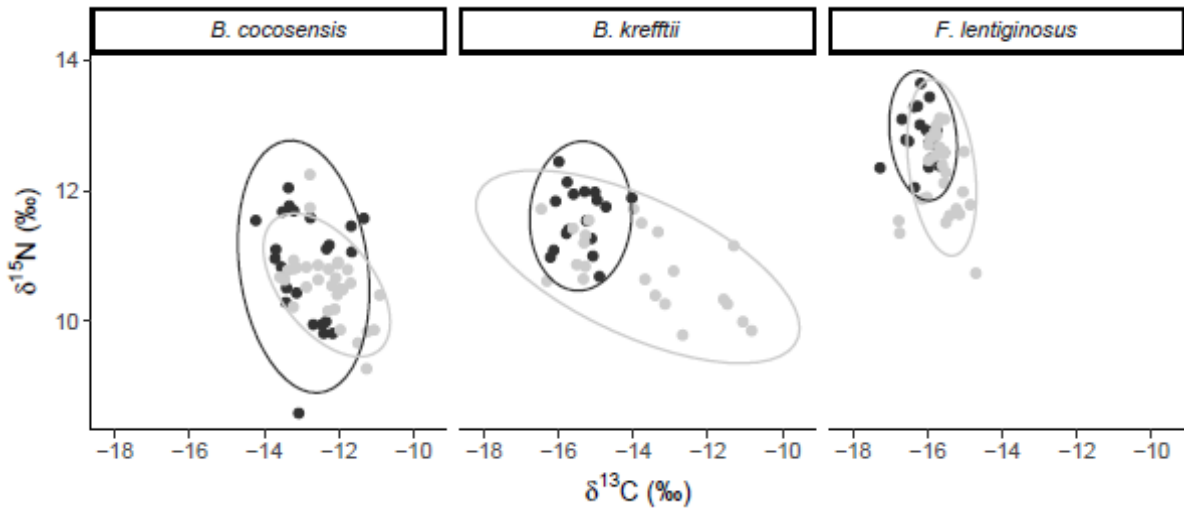 B. cocosensis B. krefftii F. lentiginosus
14
12
10
δ¹⁵N (‰)
−18 −16 −14 −12 −10 −18 −16 −14 −12 −10 −18 −16 −14 −12 −10
δ¹³C (‰)